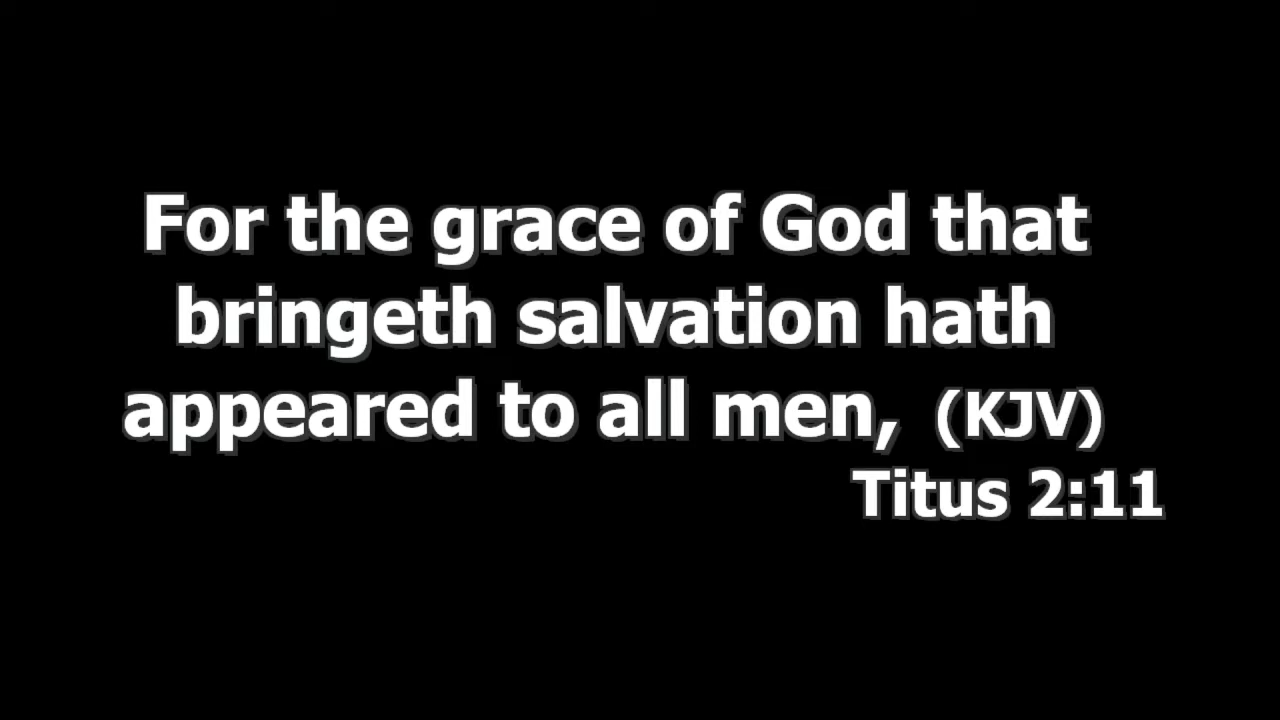 For the grace of God that
bringeth salvation hath
appeared to all men, (KJV)
Titus 2:11